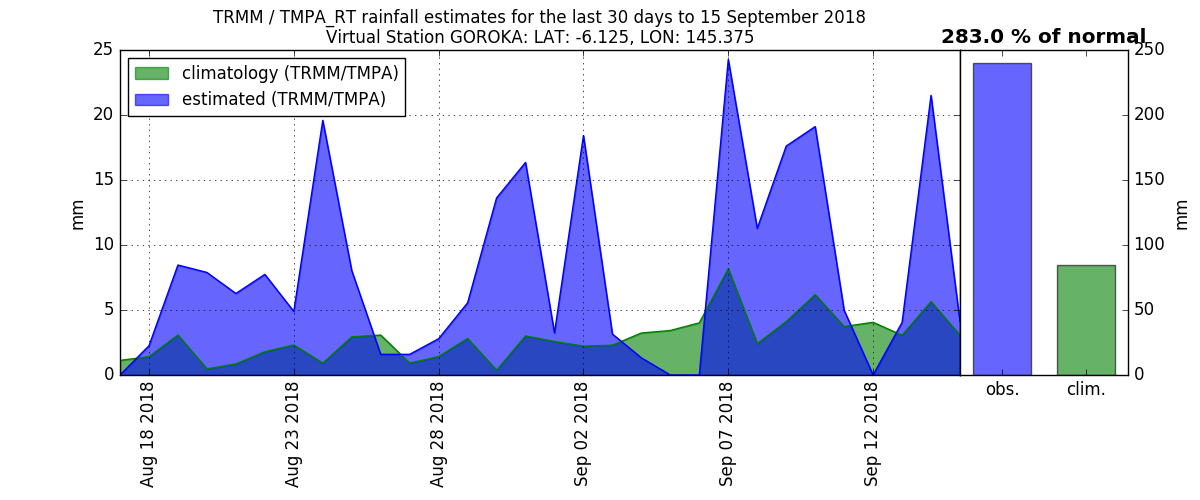 TRMM / TMPA_RT rainfall estimates for the last 30 days to 15 September 2018
Virtual Station GOROKA: LAT: -6.125, LON: 145.375
283.0 % of normal
climatology (TRMM/TMPA)
estimated (TRMM/TMPA)
25
20
15
10
5
0
mm
250
200
150
100
50
0
mm
Aug 18 2018
Aug 23 2018
Aug 28 2018
Sep 02 2018
Sep 07 2018
Sep 12 2018
obs.
clim.